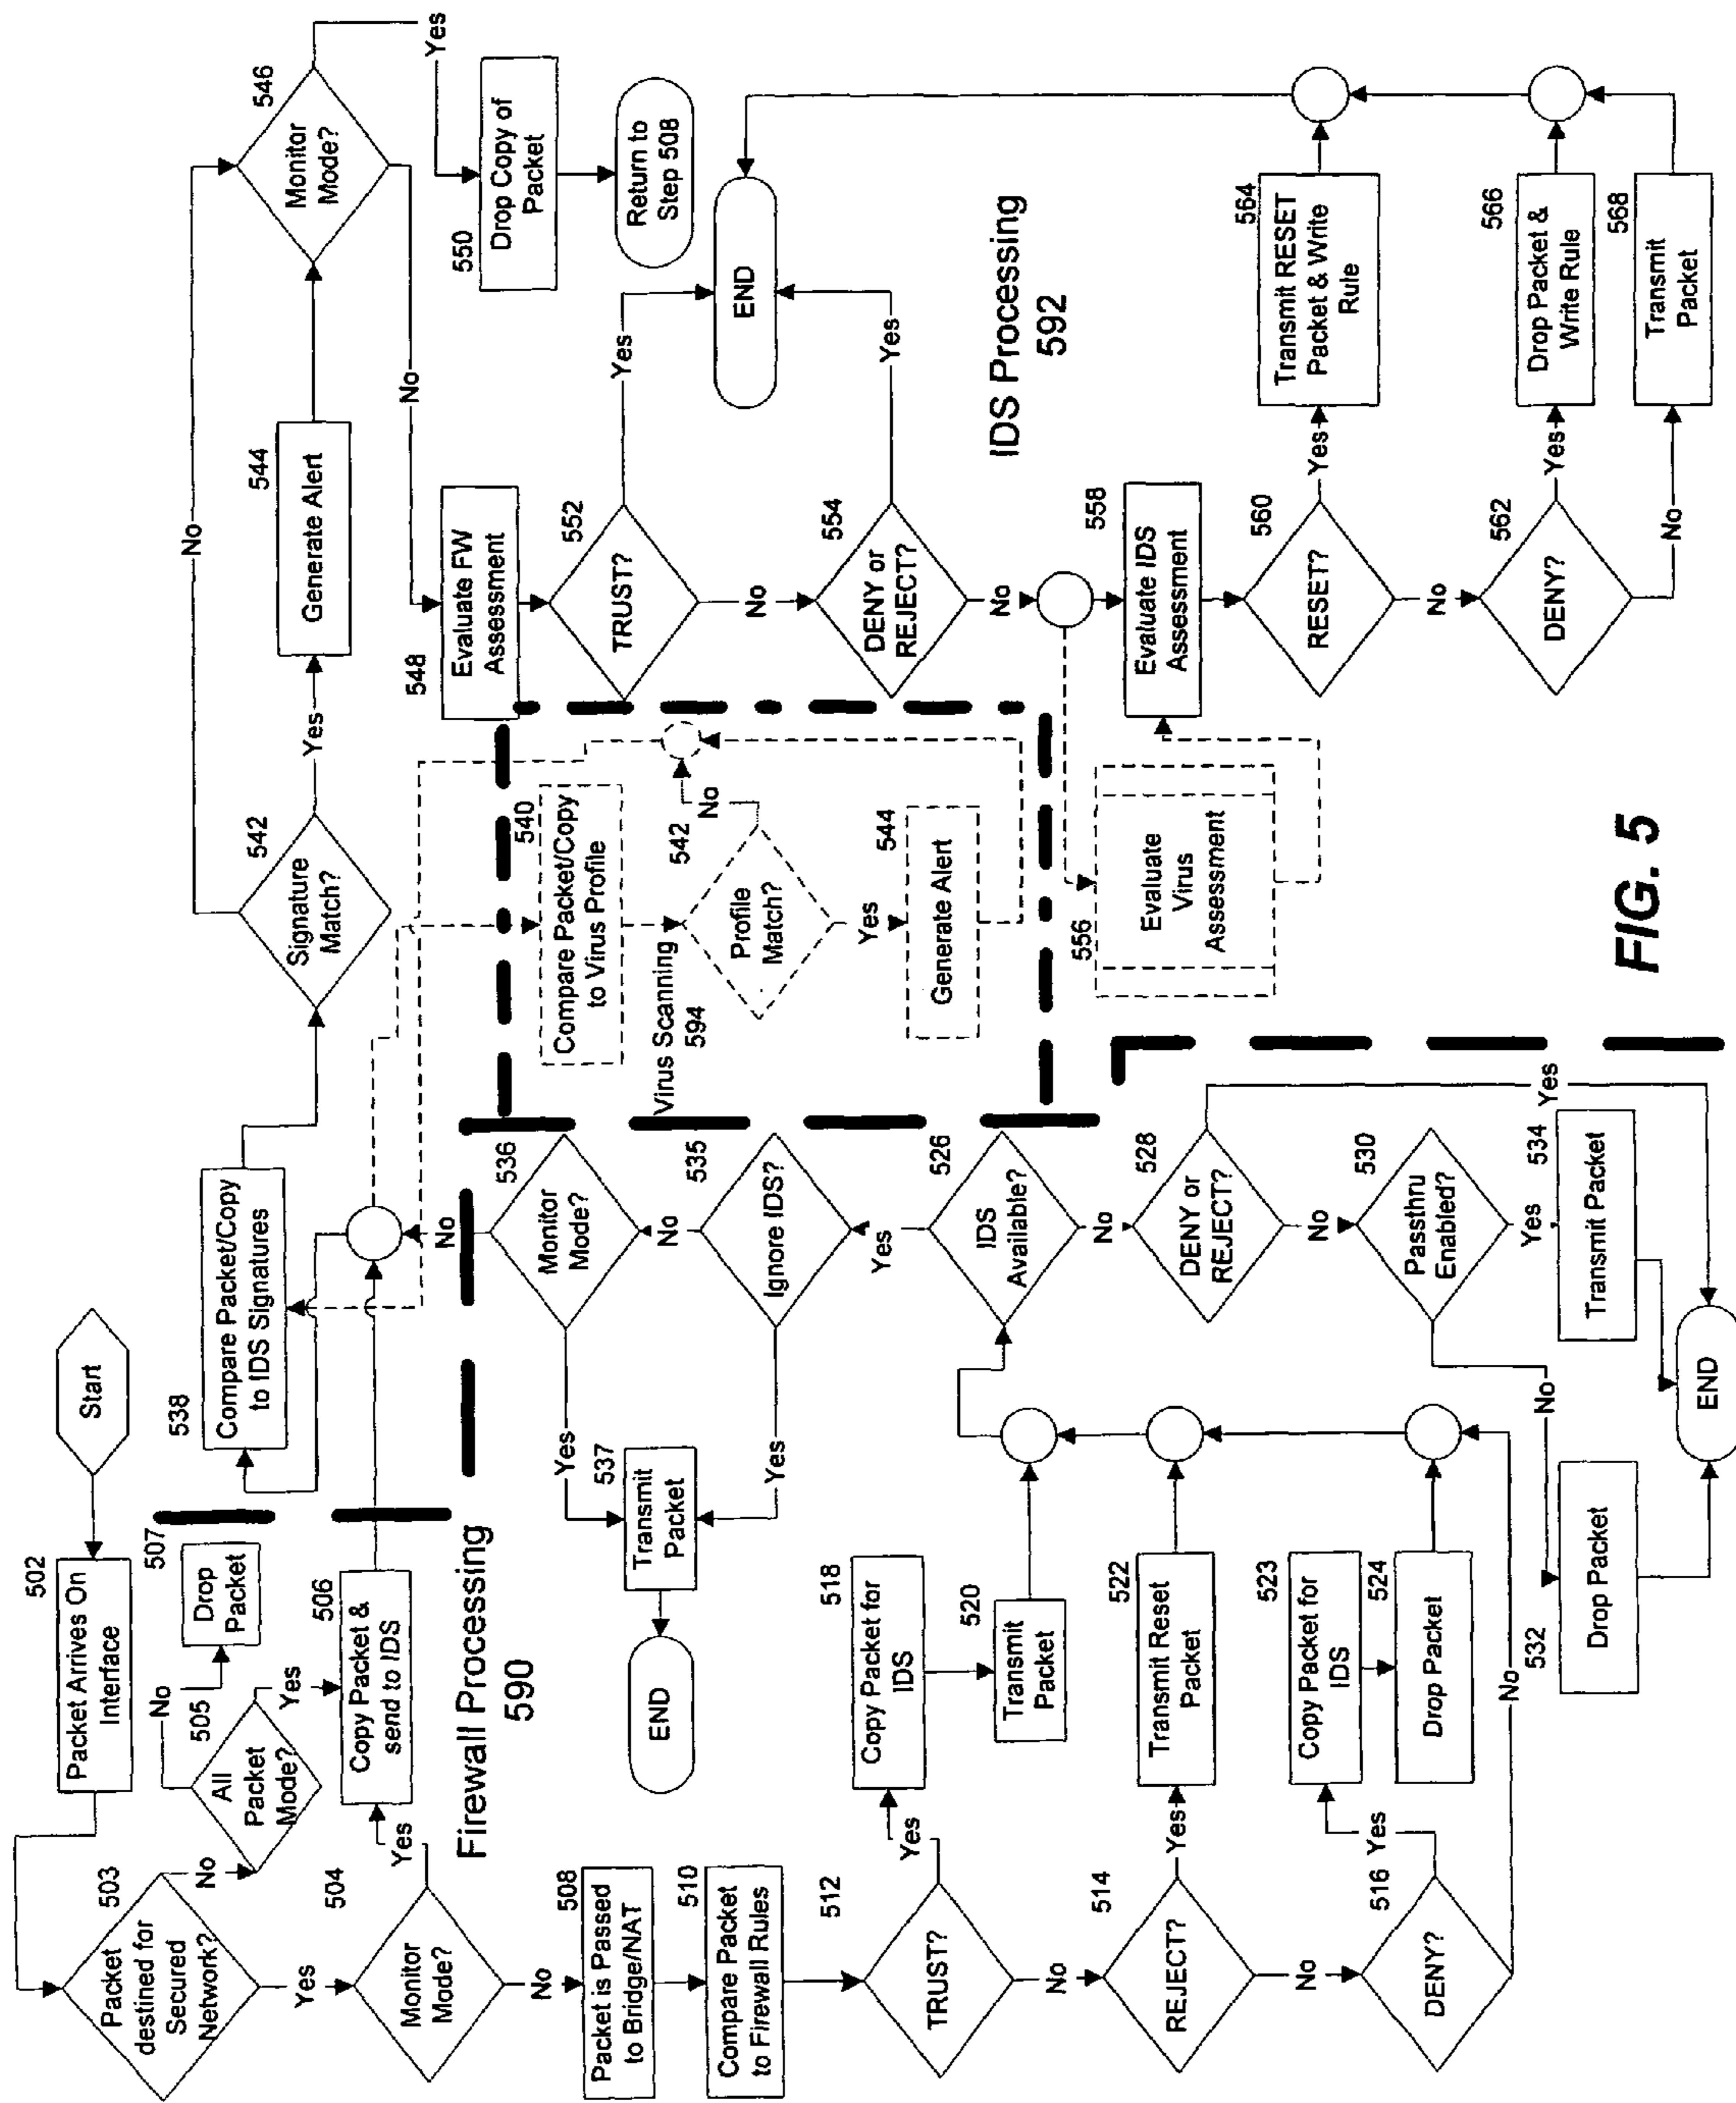 Start
502
Packet Arrives On
Interface
503
Packet
destined for
Secured
Network?
No
Yes
505
All
Packet
Mode?
No
Yes
507
Drop
Packet
504
Monitor
Mode?
Yes
No
506
Copy Packet &
send to IDS
Firewall Processing
590
508
Packet is Passed
to Bridge/NAT
510
Compare Packet
to Firewall Rules
512
TRUST?
Yes
No
518
Copy Packet for
IDS
520
Transmit
Packet
514
REJECT?
Yes
No
522
Transmit Reset
Packet
516
DENY?
Yes
No
523
Copy Packet for
IDS
524
Drop Packet
526
IDS
Available?
Yes
No
528
DENY or
REJECT?
Yes
No
530
Passthru
Enabled?
Yes
No
532
Drop Packet
534
Transmit Packet
END
535
Ignore IDS?
Yes
No
536
Monitor
Mode?
Yes
No
537
Transmit
Packet
END
538
Compare Packet/Copy
to IDS Signatures
542
Signature
Match?
No
Yes
544
Generate Alert
546
Monitor
Mode?
Yes
No
550
Drop Copy of
Packet
Return to
Step 508
548
Evaluate FW
Assessment
552
TRUST?
Yes
No
554
DENY or
REJECT?
Yes
No
END
IDS Processing
592
540
Compare Packet/Copy
to Virus Profile
Virus Scanning
594
542
Profile
Match?
No
Yes
544
Generate Alert
556
Evaluate
Virus
Assessment
558
Evaluate IDS
Assessment
560
RESET?
Yes
No
564
Transmit RESET
Packet & Write
Rule
562
DENY?
Yes
No
566
Drop Packet &
Write Rule
568
Transmit
Packet
FIG. 5